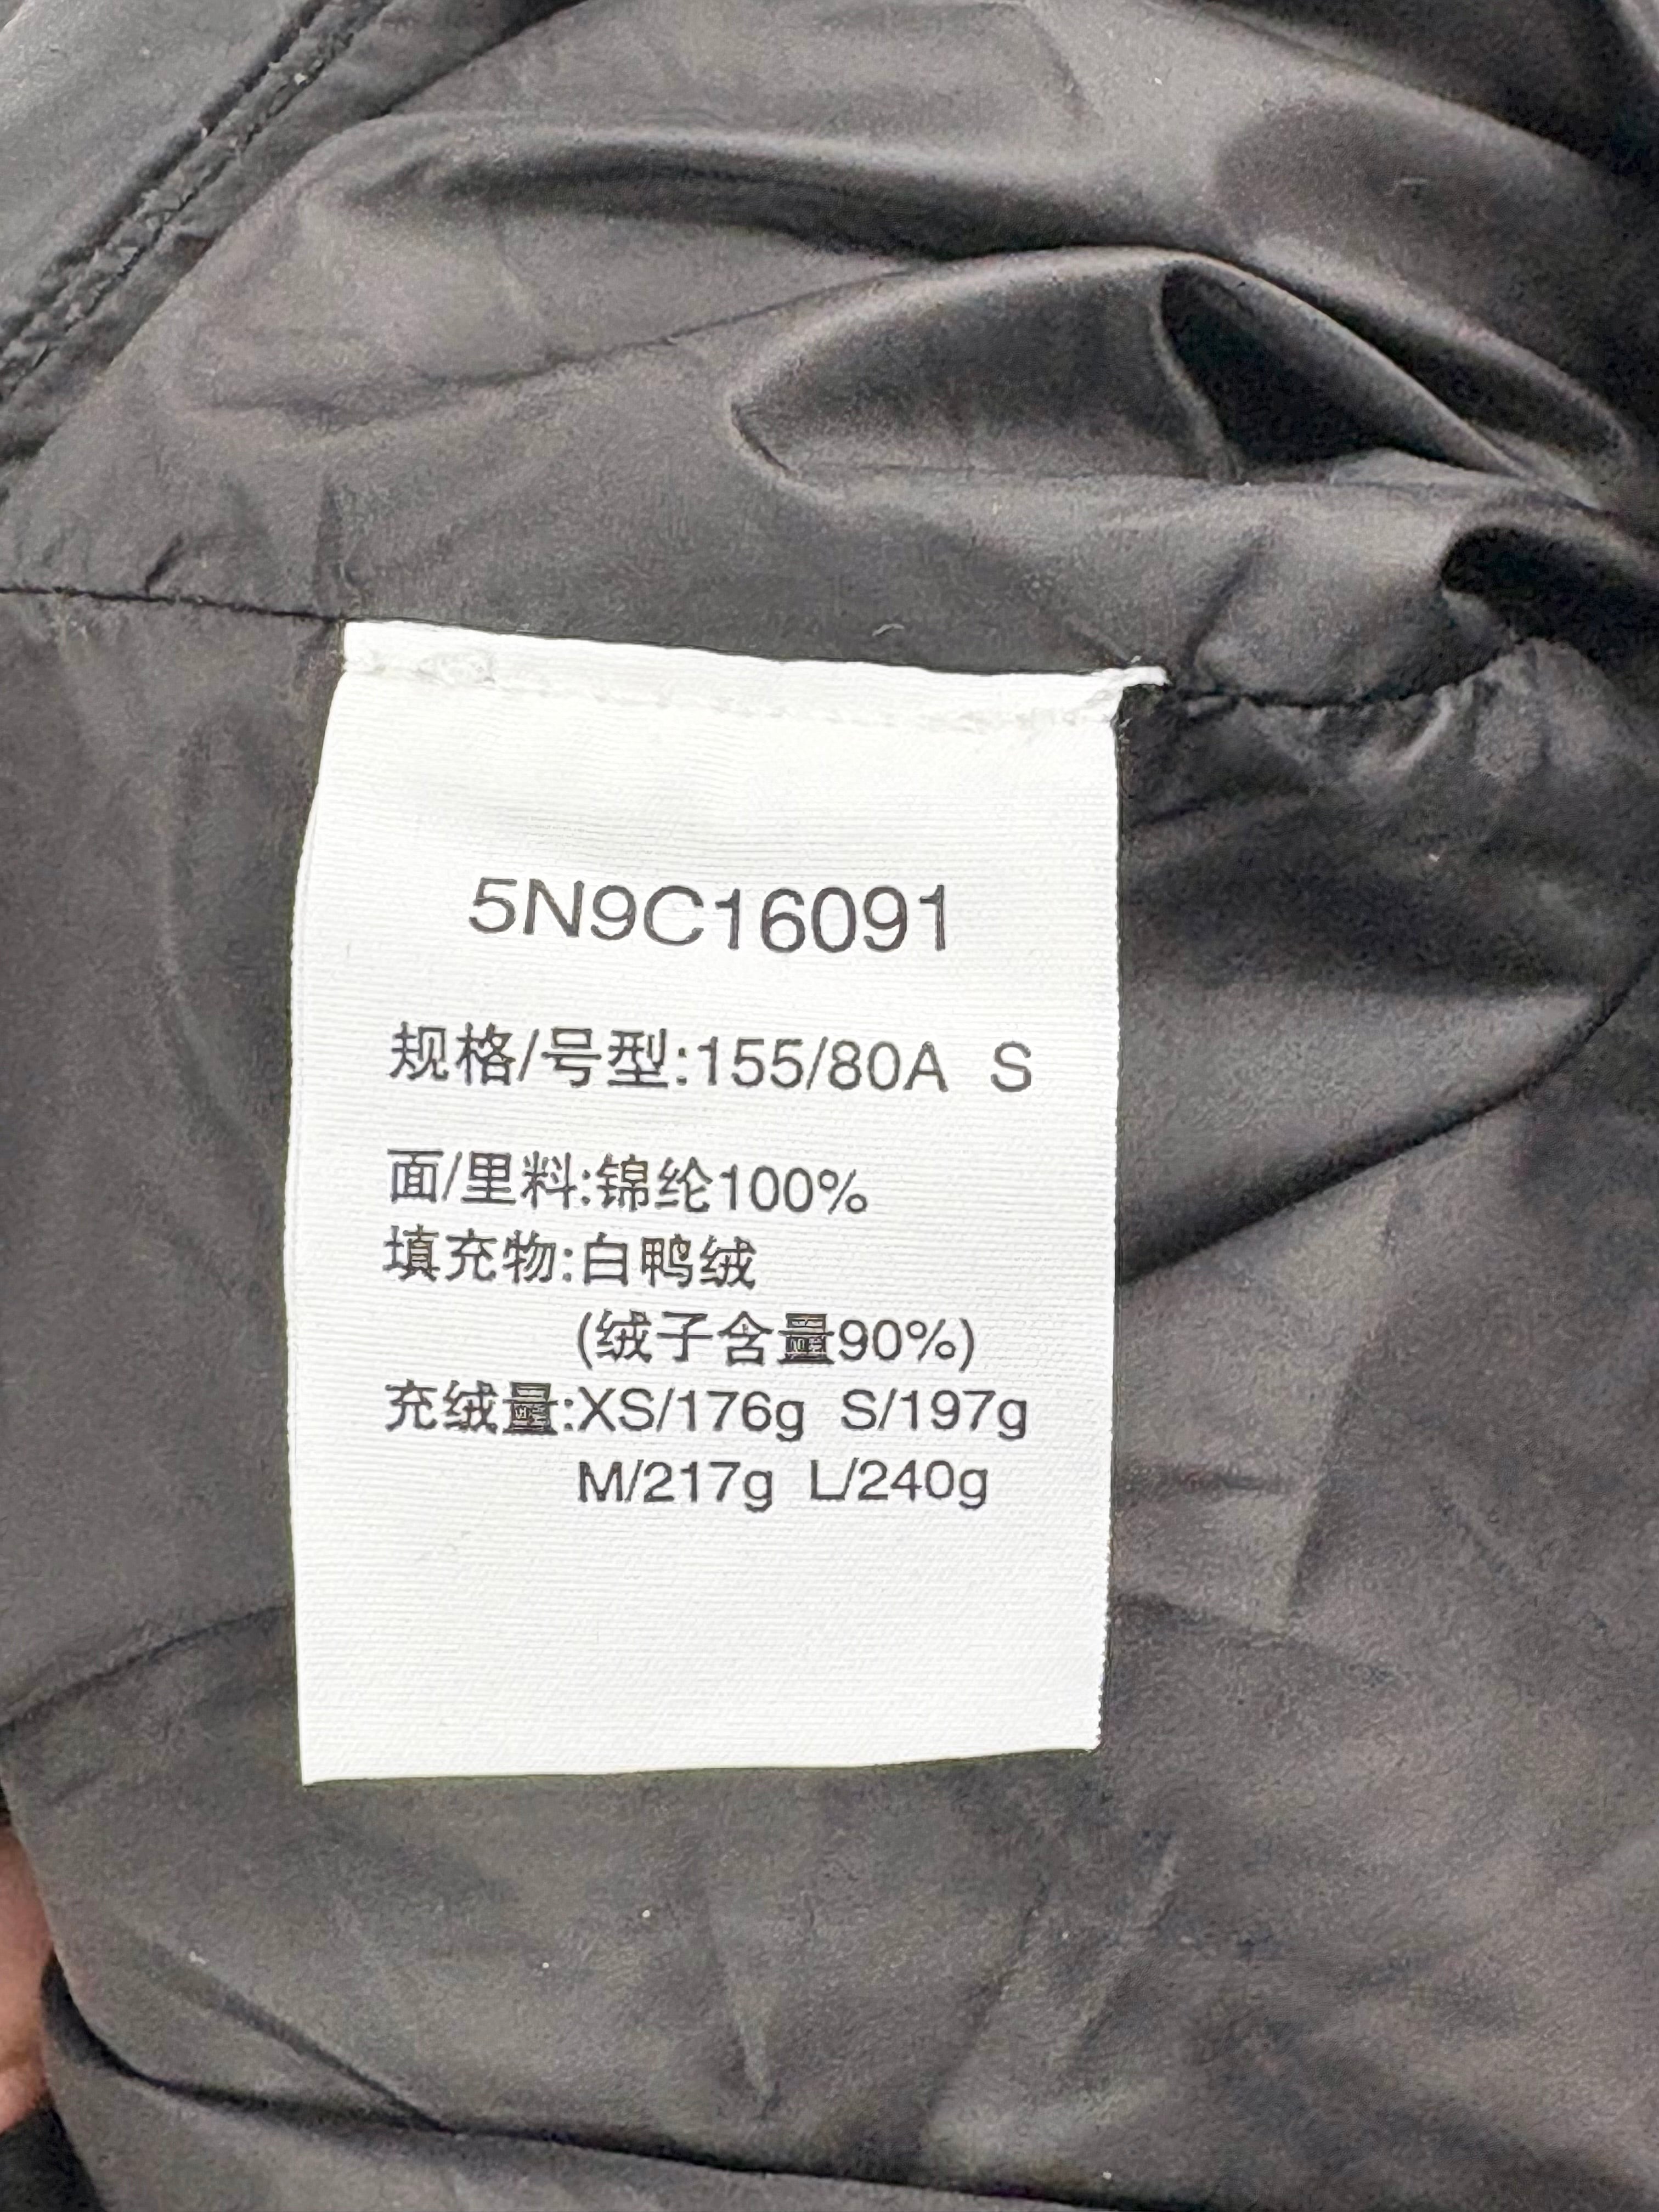 5N9C16091
规格/号型:155/80A S
面/里料:锦纶100%
填充物:白鸭绒
(绒子含量90%)
充绒量:XS/176g S/197g
M/217g L/240g